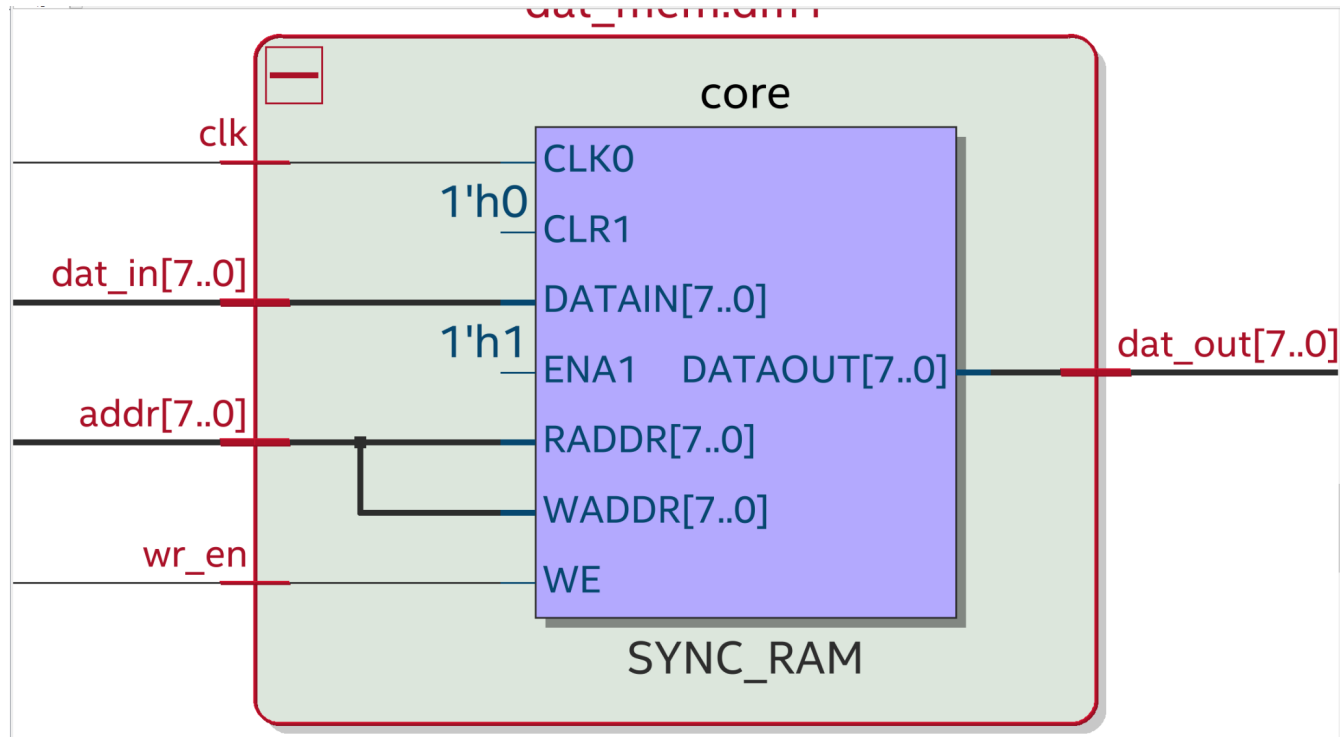 core
clk
CLK0
1'h0
CLR1
dat_in[7..0]
DATAIN[7..0]
1'h1
ENA1 DATAOUT[7..0]
dat_out[7..0]
addr[7..0]
RADDR[7..0]
WADDR[7..0]
wr_en
WE
SYNC_RAM